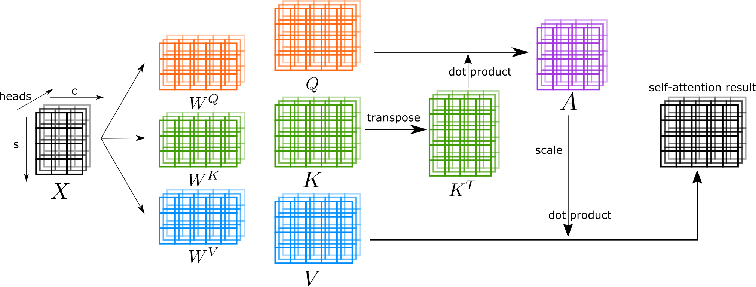 heads
c
s
X
W^Q
W^K
W^V
Q
K
V
transpose
K^T
dot product
A
scale
dot product
self-attention result